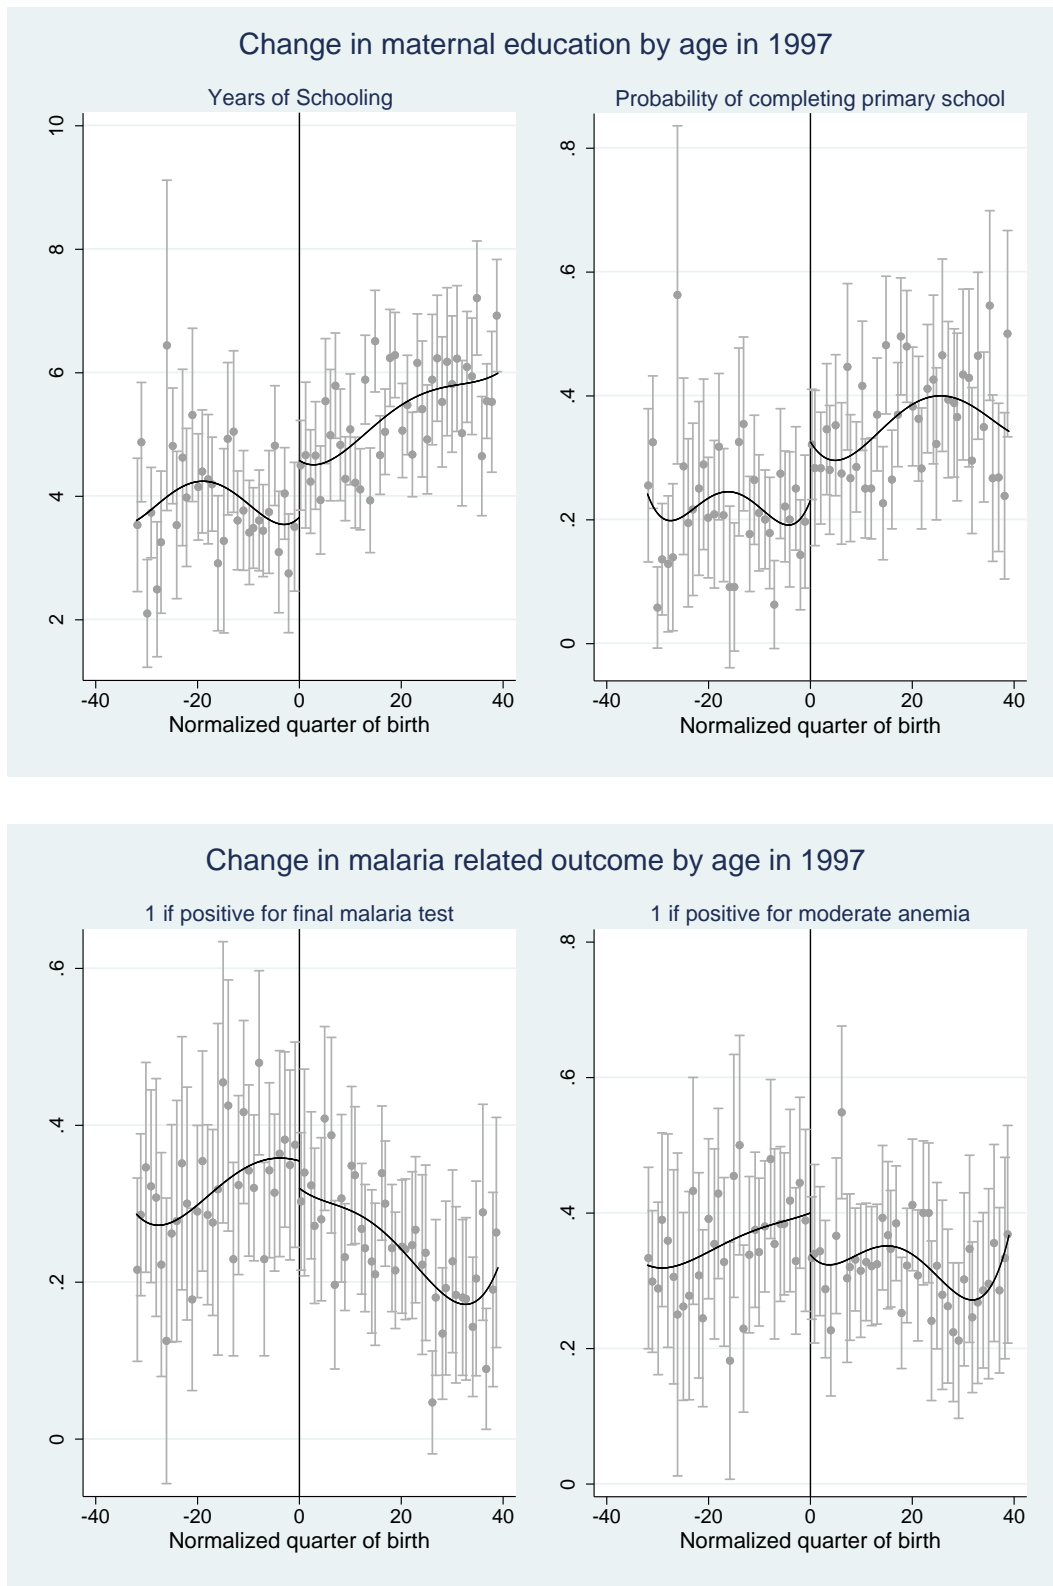 Change in maternal education by age in 1997
Years of Schooling
10
8
6
4
2
-40 -20 0 20 40
Normalized quarter of birth
Probability of completing primary school
.8
.6
.4
.2
0
-40 -20 0 20 40
Normalized quarter of birth
Change in malaria related outcome by age in 1997
1 if positive for final malaria test
.6
.4
.2
0
-40 -20 0 20 40
Normalized quarter of birth
1 if positive for moderate anemia
.8
.6
.4
.2
0
-40 -20 0 20 40
Normalized quarter of birth